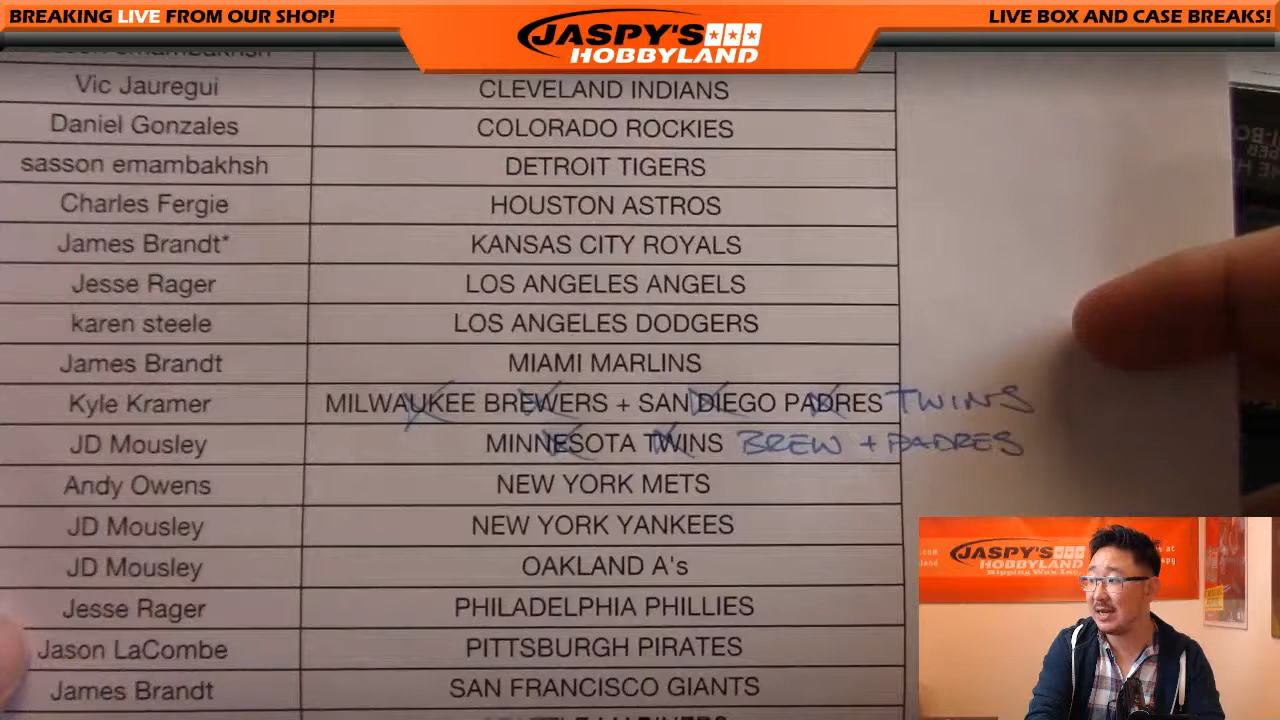 BREAKING LIVE FROM OUR SHOP!
JASPY'S
HOBBYLAND
LIVE BOX AND CASE BREAKS!
emambakhsh
Vic Jauregui CLEVELAND INDIANS
Daniel Gonzales COLORADO ROCKIES
sasson emambakhsh DETROIT TIGERS
Charles Fergie HOUSTON ASTROS
James Brandt* KANSAS CITY ROYALS
Jesse Rager LOS ANGELES ANGELS
karen steele LOS ANGELES DODGERS
James Brandt MIAMI MARLINS
Kyle Kramer MILWAUKEE BREWERS + SAN DIEGO PADRES TWINS
JD Mousley MINNESOTA TWINS BREW + PADRES
Andy Owens NEW YORK METS
JD Mousley NEW YORK YANKEES
JD Mousley OAKLAND A's
Jesse Rager PHILADELPHIA PHILLIES
Jason LaCombe PITTSBURGH PIRATES
James Brandt SAN FRANCISCO GIANTS
JASPY'S
HOBBYLAND
Ripping Wax Inc.